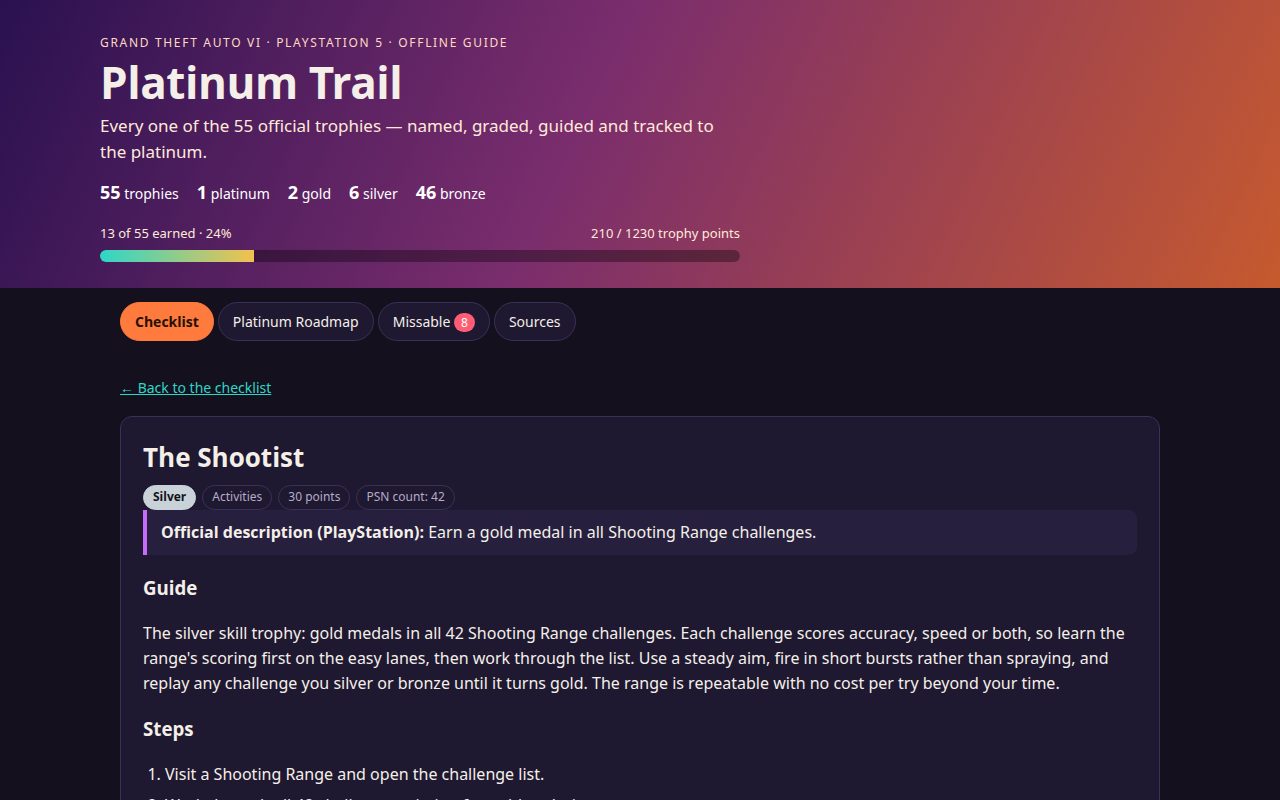 GRAND THEFT AUTO VI · PLAYSTATION 5 · OFFLINE GUIDE
Platinum Trail
Every one of the 55 official trophies — named, graded, guided and tracked to
the platinum.
55 trophies 1 platinum 2 gold 6 silver 46 bronze
13 of 55 earned · 24% 210 / 1230 trophy points
Checklist Platinum Roadmap Missable 8 Sources
← Back to the checklist
The Shootist
Silver Activities 30 points PSN count: 42
Official description (PlayStation): Earn a gold medal in all Shooting Range challenges.
Guide
The silver skill trophy: gold medals in all 42 Shooting Range challenges. Each challenge scores accuracy, speed or both, so learn the
range's scoring first on the easy lanes, then work through the list. Use a steady aim, fire in short bursts rather than spraying, and
replay any challenge you silver or bronze until it turns gold. The range is repeatable with no cost per try beyond your time.
Steps
1. Visit a Shooting Range and open the challenge list.